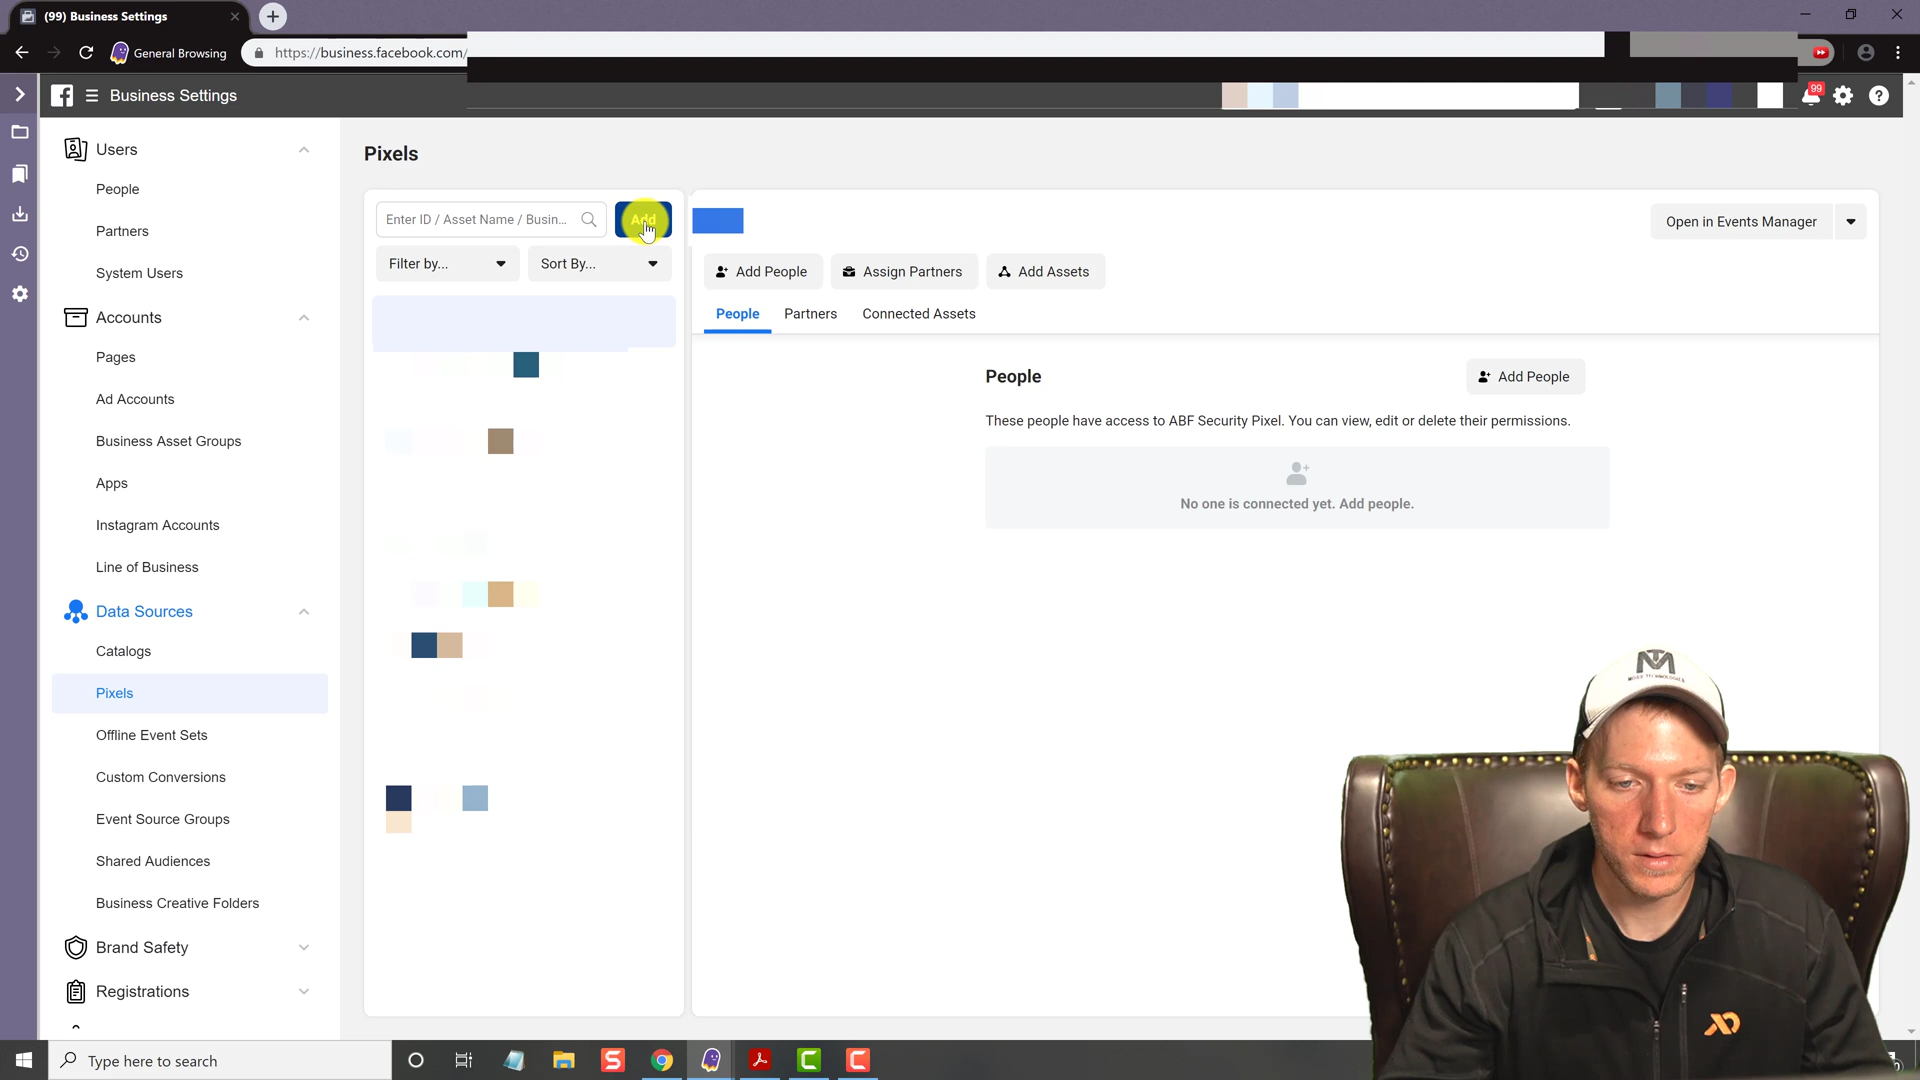 (99) Business Settings
General Browsing
https://business.facebook.com/
Business Settings
99
Users
People
Partners
System Users
Accounts
Pages
Ad Accounts
Business Asset Groups
Apps
Instagram Accounts
Line of Business
Data Sources
Catalogs
Pixels
Offline Event Sets
Custom Conversions
Event Source Groups
Shared Audiences
Business Creative Folders
Brand Safety
Registrations
Pixels
Enter ID / Asset Name / Busin...
Add
Filter by...
Sort By...
Open in Events Manager
Add People
Assign Partners
Add Assets
People
Partners
Connected Assets
People
Add People
These people have access to ABF Security Pixel. You can view, edit or delete their permissions.
No one is connected yet. Add people.
Type here to search